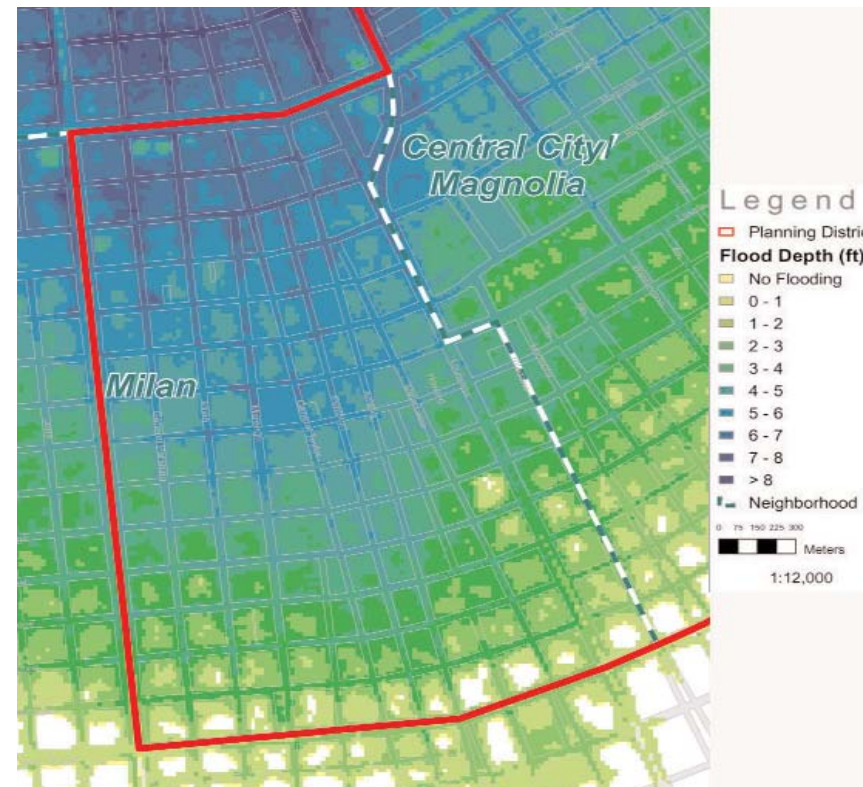 Central City/
Magnolia
Milan
Legend
Planning Distric
Flood Depth (ft)
No Flooding
0 - 1
1 - 2
2 - 3
3 - 4
4 - 5
5 - 6
6 - 7
7 - 8
> 8
Neighborhood
0 75 150 225 300
Meters
1:12,000